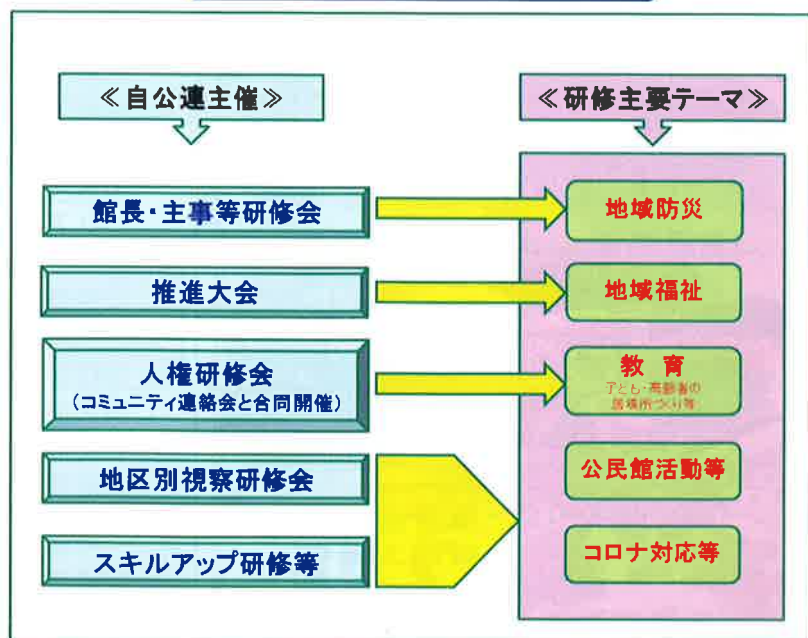 ≪自公連主催≫
≪研修主要テーマ≫
館長・主事等研修会
地域防災
推進大会
地域福祉
人権研修会
(コミュニティ連絡会と合同開催)
教 育
子ども・高齢者の
居場所づくり等
地区別視察研修会
公民館活動等
スキルアップ研修等
コロナ対応等